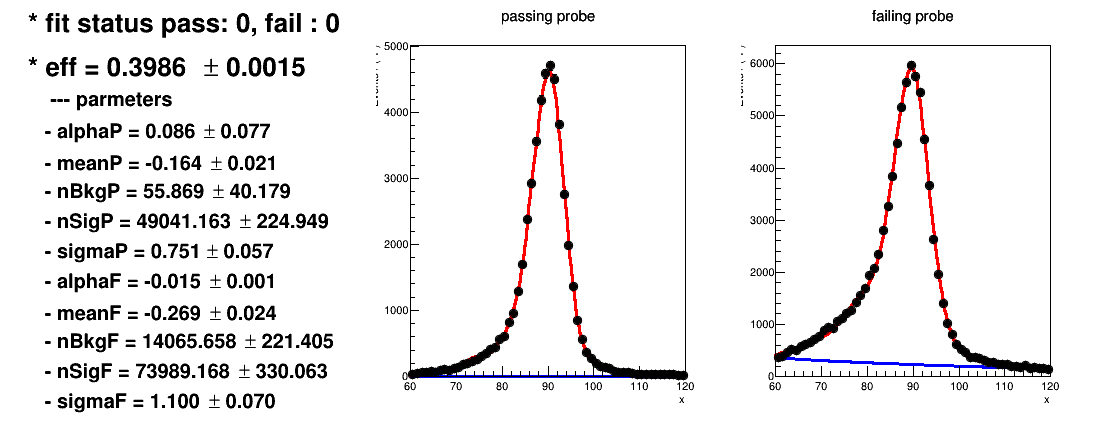 * fit status pass: 0, fail : 0
* eff = 0.3986 ± 0.0015
--- parmeters
- alphaP = 0.086 ± 0.077
- meanP = -0.164 ± 0.021
- nBkgP = 55.869 ± 40.179
- nSigP = 49041.163 ± 224.949
- sigmaP = 0.751 ± 0.057
- alphaF = -0.015 ± 0.001
- meanF = -0.269 ± 0.024
- nBkgF = 14065.658 ± 221.405
- nSigF = 73989.168 ± 330.063
- sigmaF = 1.100 ± 0.070
passing probe
5000
4000
3000
2000
1000
0
60 70 80 90 100 110 120
x
failing probe
6000
5000
4000
3000
2000
1000
0
60 70 80 90 100 110 120
x